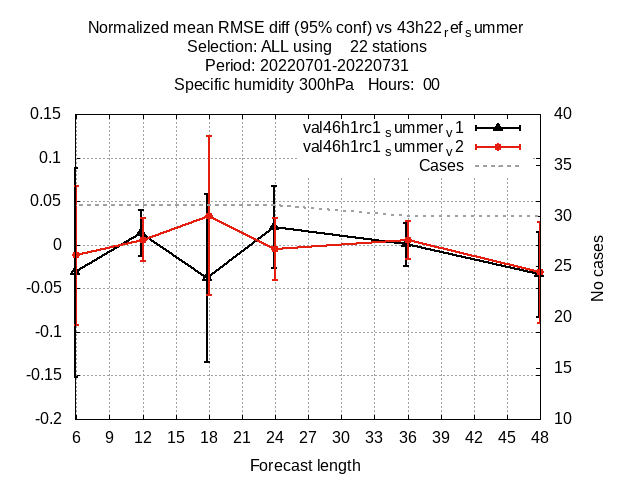 Normalized mean RMSE diff (95% conf) vs 43h22_ref_summer
Selection: ALL using 22 stations
Period: 20220701-20220731
Specific humidity 300hPa Hours: 00
0.15
0.1
0.05
0
-0.05
-0.1
-0.15
-0.2
40
35
30
25
20
15
10
val46h1rc1_summer_v1
val46h1rc1_summer_v2
Cases
No cases
6 9 12 15 18 21 24 27 30 33 36 39 42 45 48
Forecast length